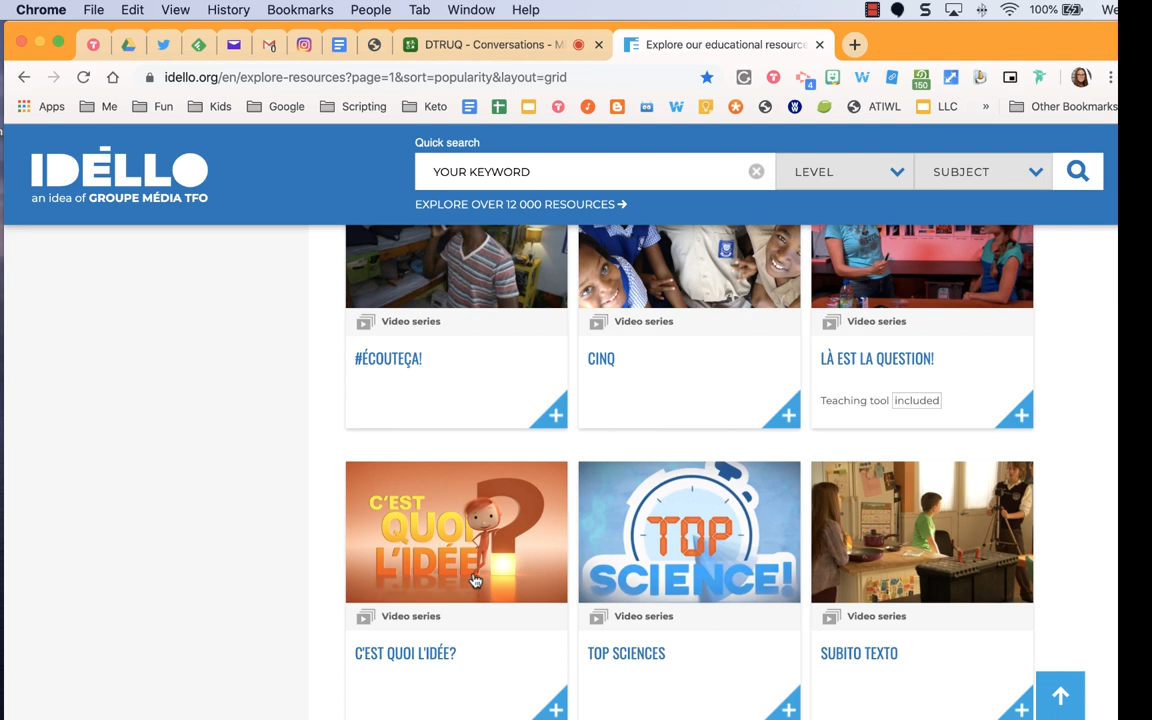 Chrome File Edit View History Bookmarks People Tab Window Help 100% We
DTRUQ - Conversations - M
Explore our educational resource
idello.org/en/explore-resources?page=1&sort=popularity&layout=grid
4
150
Apps Me Fun Kids Google Scripting Keto ATIWL LLC » Other Bookmarks
IDÉLLO
an idea of GROUPE MÉDIA TFO
Quick search
YOUR KEYWORD
LEVEL
SUBJECT
EXPLORE OVER 12 000 RESOURCES
Video series
Video series
Video series
#ÉCOUTEÇA!
CINQ
LÀ EST LA QUESTION!
Teaching tool included
C'EST
QUOI
L'IDÉE
?
TOP
SCIENCE!
Video series
Video series
Video series
C'EST QUOI L'IDÉE?
TOP SCIENCES
SUBITO TEXTO